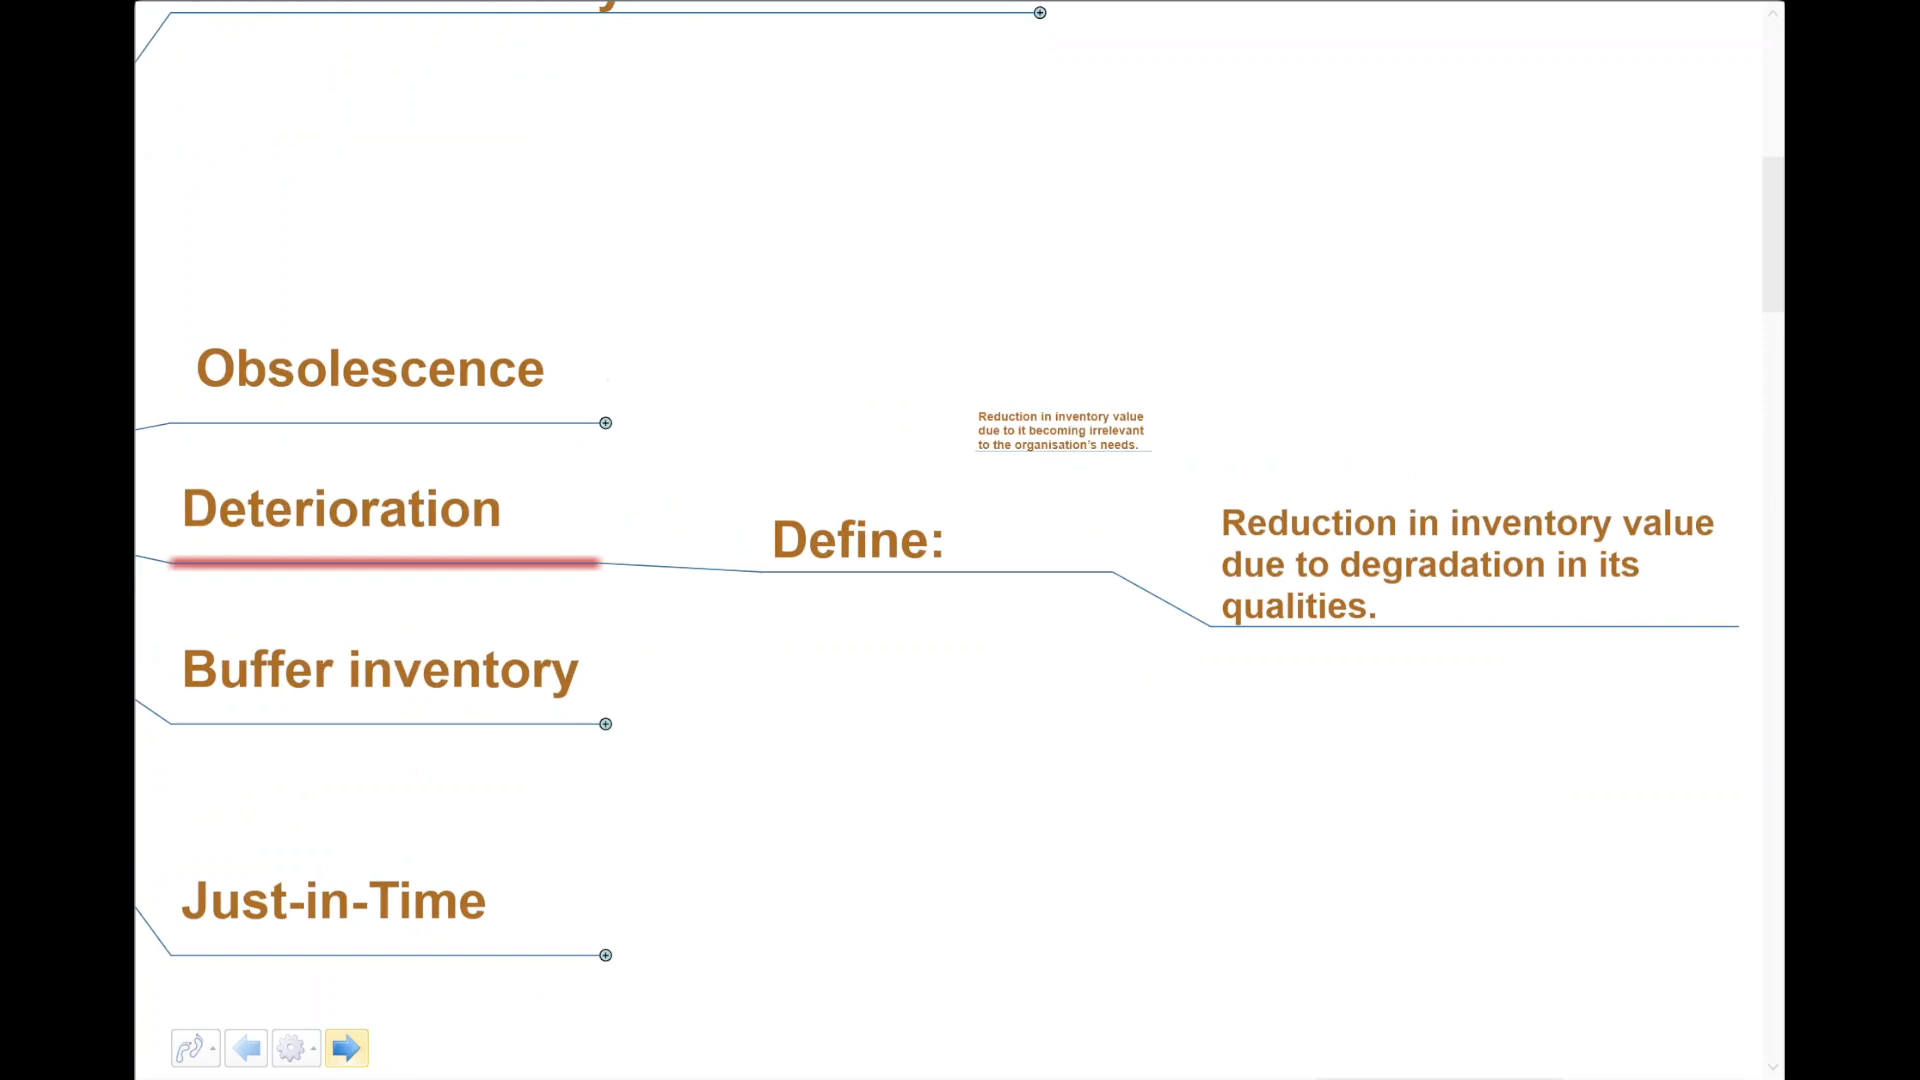 Obsolescence
Reduction in inventory value
due to it becoming irrelevant
to the organisation's needs.
Deterioration
Define:
Reduction in inventory value
due to degradation in its
qualities.
Buffer inventory
Just-in-Time